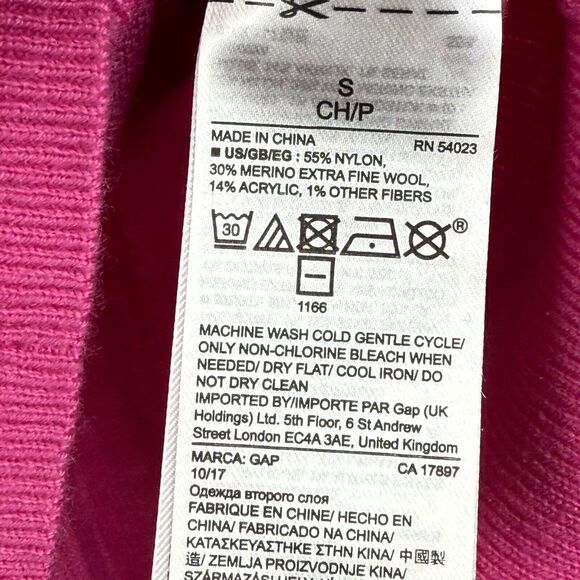 S
CH/P
MADE IN CHINA RN 54023
■ US/GB/EG : 55% NYLON,
30% MERINO EXTRA FINE WOOL,
14% ACRYLIC, 1% OTHER FIBERS
30 ®
1166
MACHINE WASH COLD GENTLE CYCLE/
ONLY NON-CHLORINE BLEACH WHEN
NEEDED/ DRY FLAT/ COOL IRON/ DO
NOT DRY CLEAN
IMPORTED BY/IMPORTE PAR Gap (UK
Holdings) Ltd. 5th Floor, 6 St Andrew
Street London EC4A 3AE, United Kingdom
MARCA: GAP CA 17897
10/17
Одежда второго слоя
FABRIQUE EN CHINE/ HECHO EN
CHINA/ FABRICADO NA CHINA/
ΚΑΤΑΣΚΕΥΑΣΤΗΚΕ ΣΤΗΝ ΚΙΝΑ/ 中國製
造/ ZEMLJA PROIZVODNJE KINA/
SZÁRMAZÁSI